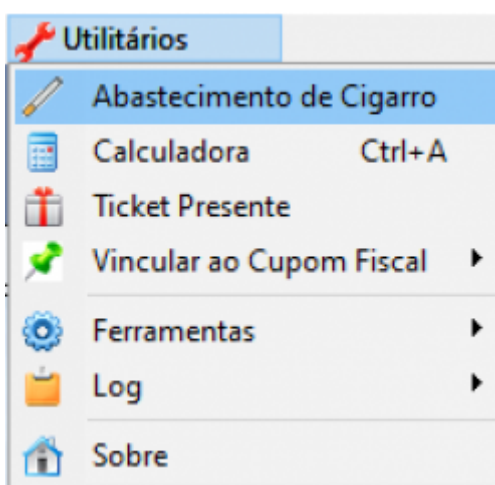 Utilitários
Abastecimento de Cigarro
Calculadora Ctrl+A
Ticket Presente
Vincular ao Cupom Fiscal
Ferramentas
Log
Sobre